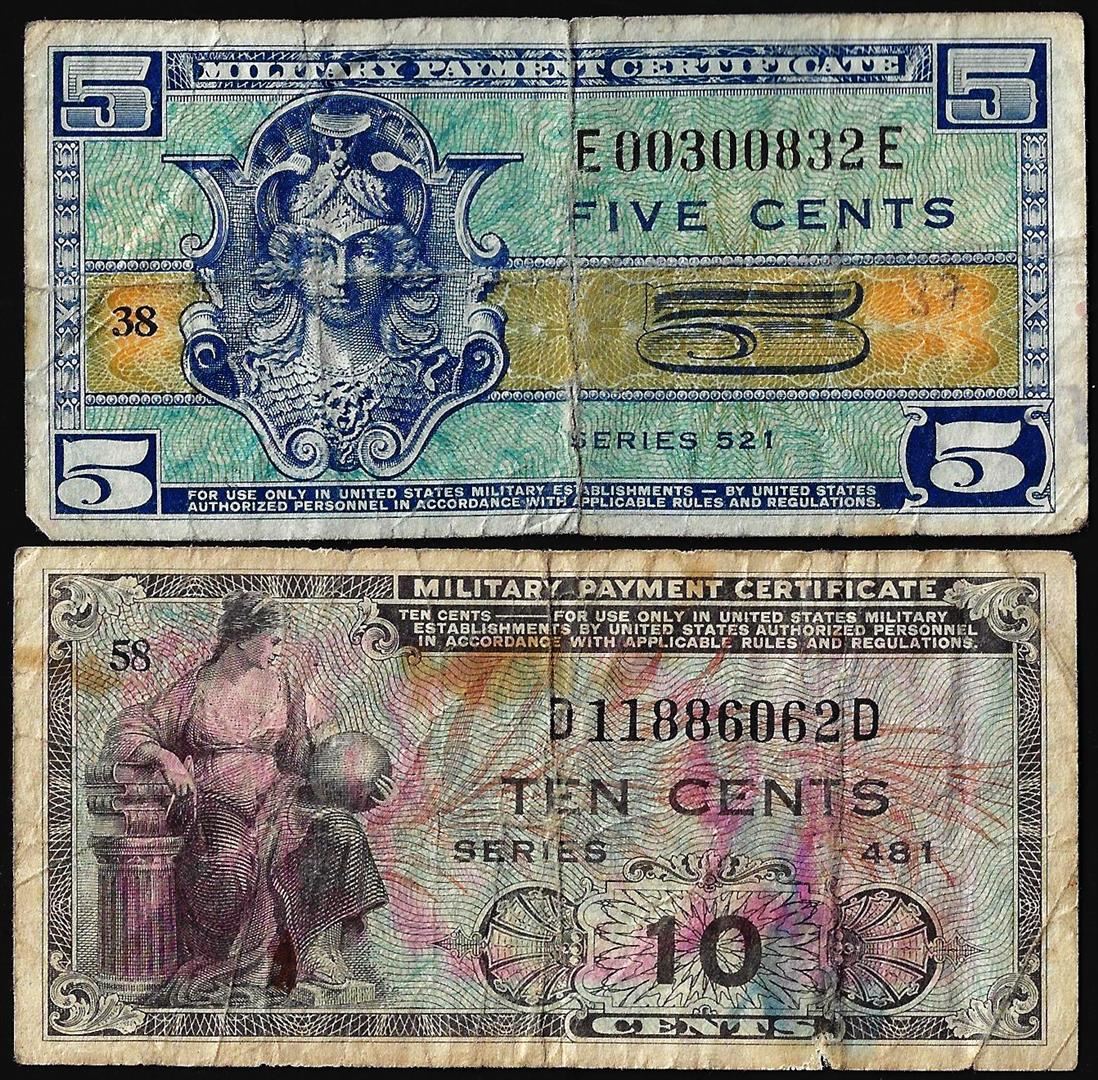 5 MILITARY PAYMENT CERTIFICATE 5
E00300832E
FIVE CENTS
38 5 37
SERIES 521
5 5
FOR USE ONLY IN UNITED STATES MILITARY ESTABLISHMENTS — BY UNITED STATES
AUTHORIZED PERSONNEL IN ACCORDANCE WITH APPLICABLE RULES AND REGULATIONS.
MILITARY PAYMENT CERTIFICATE
TEN CENTS — FOR USE ONLY IN UNITED STATES MILITARY
ESTABLISHMENTS BY UNITED STATES AUTHORIZED PERSONNEL
IN ACCORDANCE WITH APPLICABLE RULES AND REGULATIONS.
58
D11886062D
TEN CENTS
SERIES 481
10
CENTS